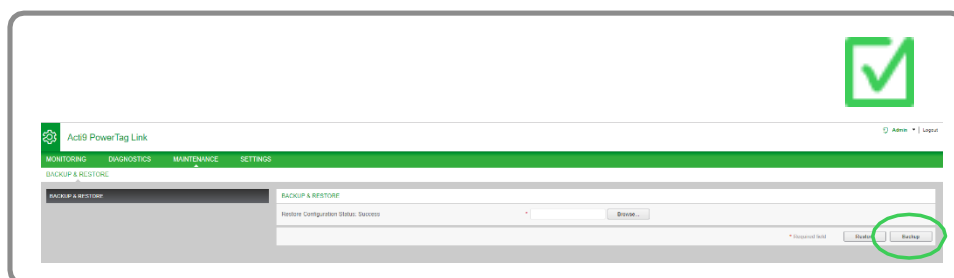 Acti9 PowerTag Link
Admin | Logout
MONITORING DIAGNOSTICS MAINTENANCE SETTINGS
BACKUP & RESTORE
BACKUP & RESTORE
BACKUP & RESTORE
Restore Configuration Status: Success * Browse...
* Required field Restore Backup